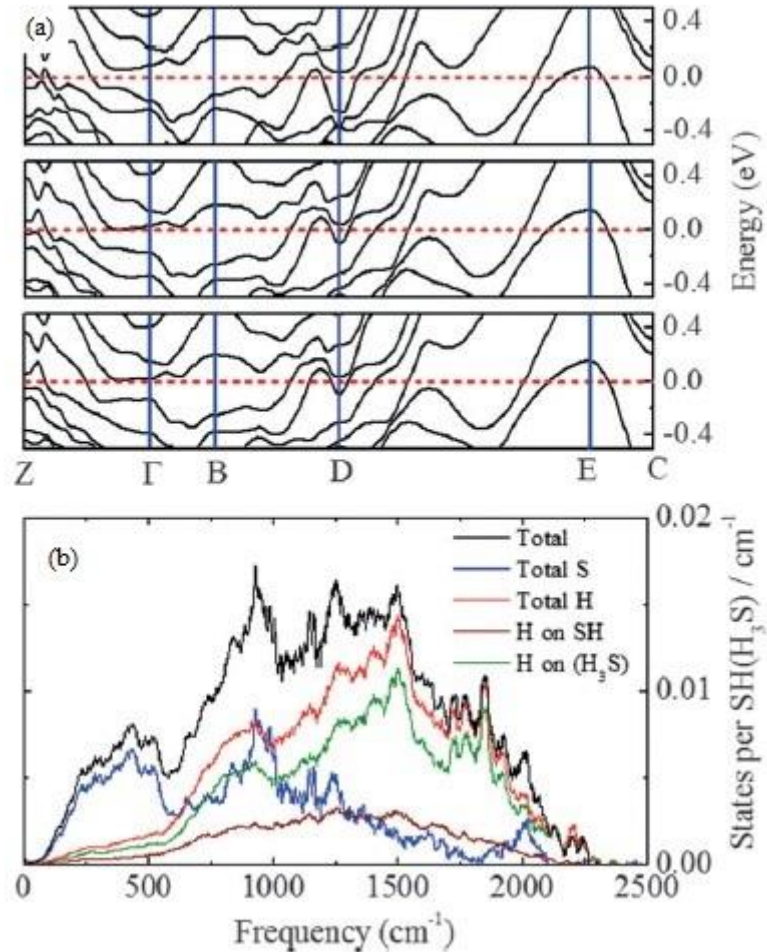 (a)
0.4
0.0
-0.4
0.4
0.0
-0.4
0.4
0.0
-0.4
Energy (eV)
Z Γ B D E C
(b)
Total
Total S
Total H
H on SH
H on (H₃S)
0.02
0.01
0.00
States per SH(H₃S) / cm⁻¹
0 500 1000 1500 2000 2500
Frequency (cm⁻¹)